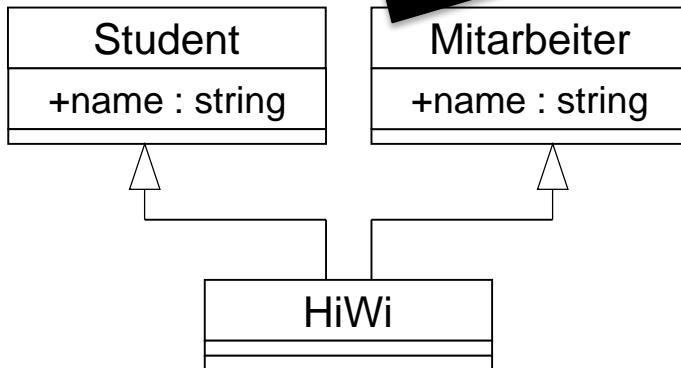 Student
+name : string
Mitarbeiter
+name : string
HiWi